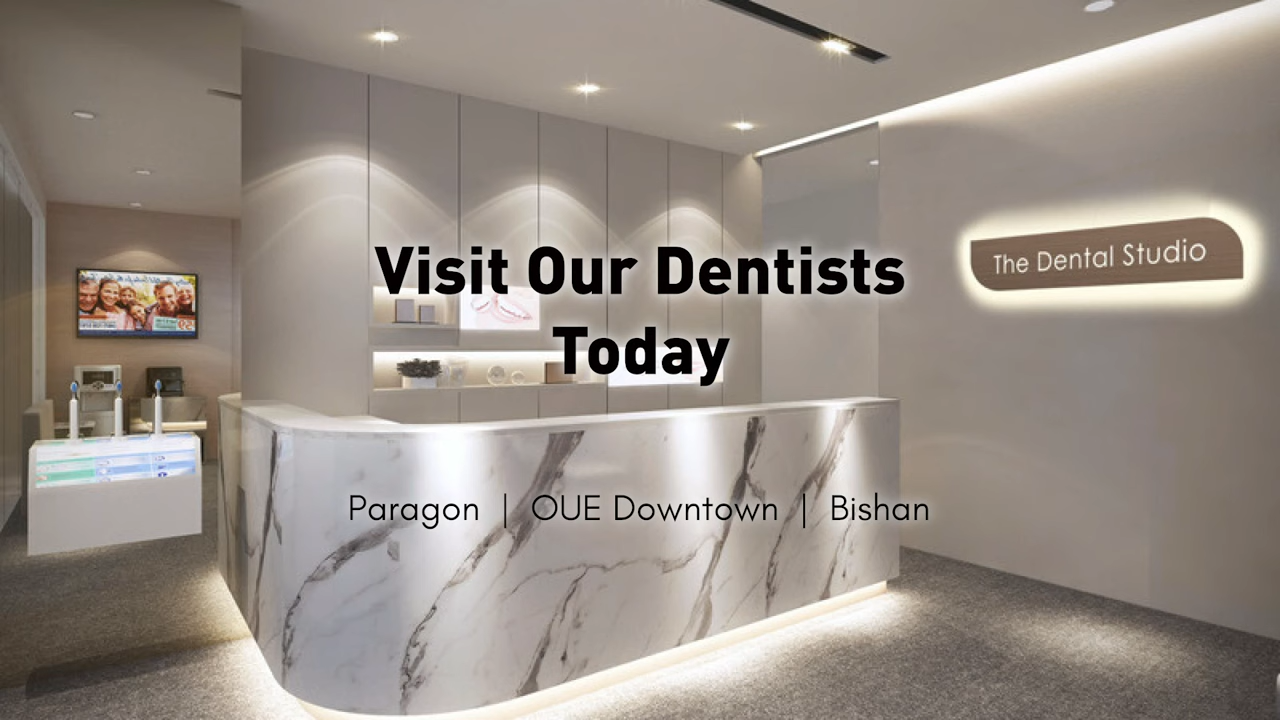 Visit Our Dentists
Today
The Dental Studio
Paragon | OUE Downtown | Bishan